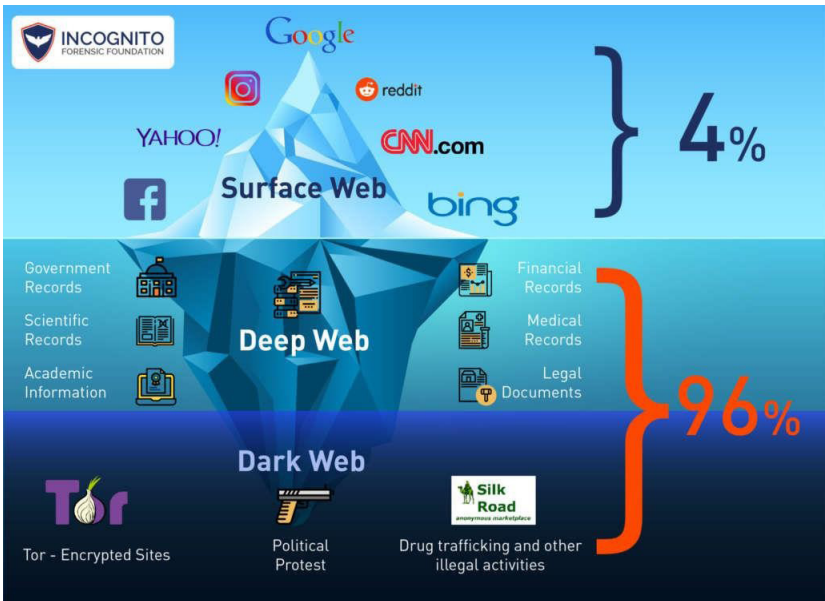 INCOGNITO
FORENSIC FOUNDATION
Google
reddit
YAHOO!
CNN.com
Surface Web
bing
4%
Government
Records
Scientific
Records
Academic
Information
Deep Web
Financial
Records
Medical
Records
Legal
Documents
96%
Dark Web
Tor
Tor - Encrypted Sites
Political
Protest
Silk
Road
anonymous marketplace
Drug trafficking and other
illegal activities